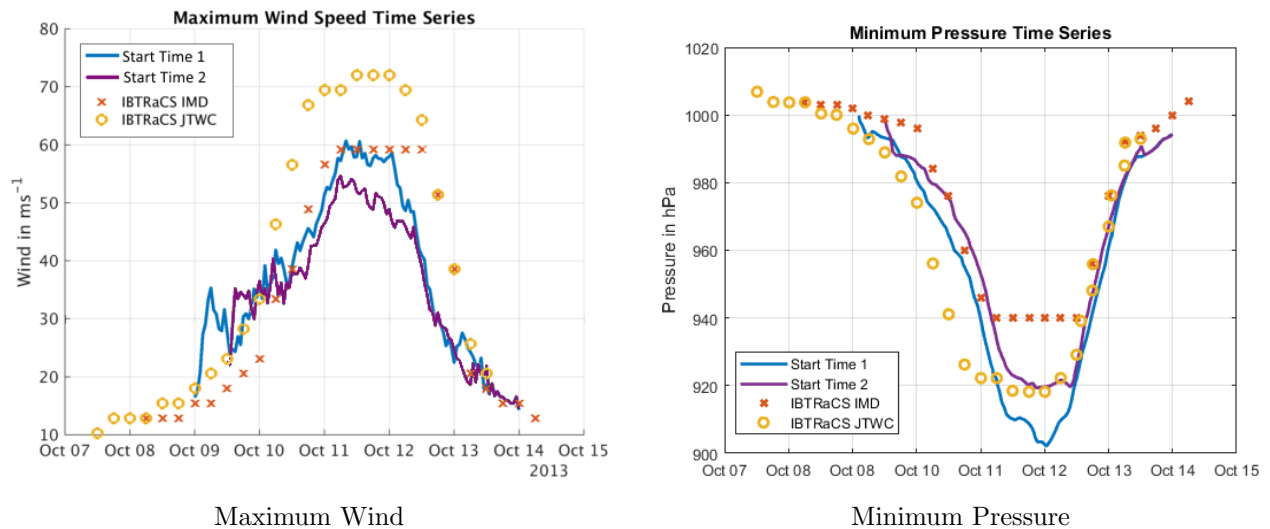 Maximum Wind Speed Time Series
80
70
60
50
40
30
20
10
Wind in ms⁻¹
Start Time 1
Start Time 2
IBTRaCS IMD
IBTRaCS JTWC
Oct 07 Oct 08 Oct 09 Oct 10 Oct 11 Oct 12 Oct 13 Oct 14 Oct 15
2013
Maximum Wind
Minimum Pressure Time Series
1020
1000
980
960
940
920
900
Pressure in hPa
Start Time 1
Start Time 2
IBTRaCS IMD
IBTRaCS JTWC
Oct 07 Oct 08 Oct 08 Oct 10 Oct 11 Oct 12 Oct 13 Oct 14 Oct 15
Minimum Pressure